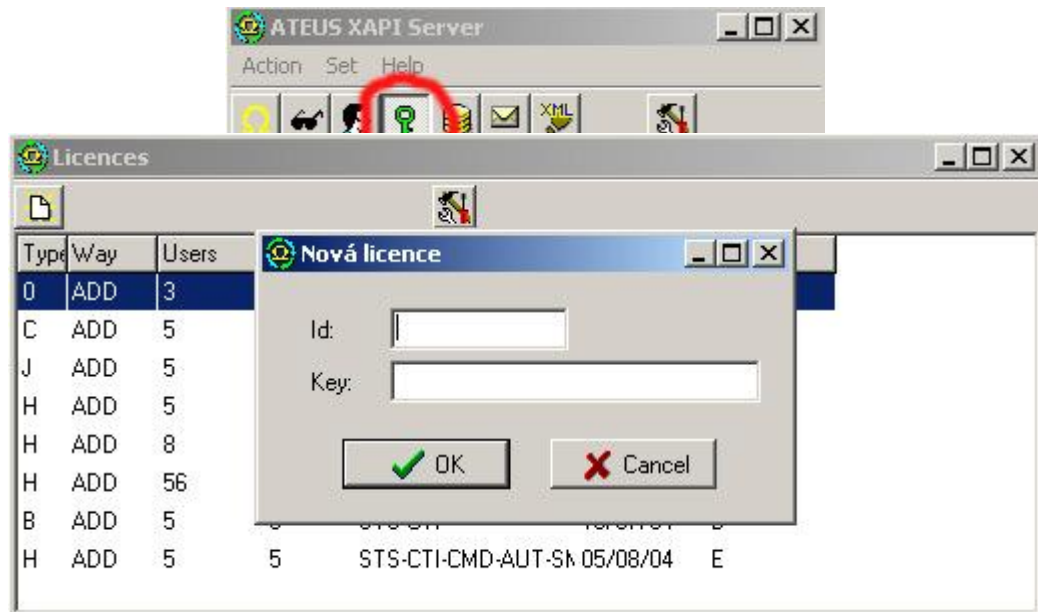 ATEUS XAPI Server
Action Set Help
XML
Licences
Type Way Users
Nová licence
0 ADD 3
C ADD 5
Id:
J ADD 5
Key:
H ADD 5
H ADD 8
OK Cancel
H ADD 56
B ADD 5
H ADD 5 5 STS-CTI-CMD-AUT-SM 05/08/04 E